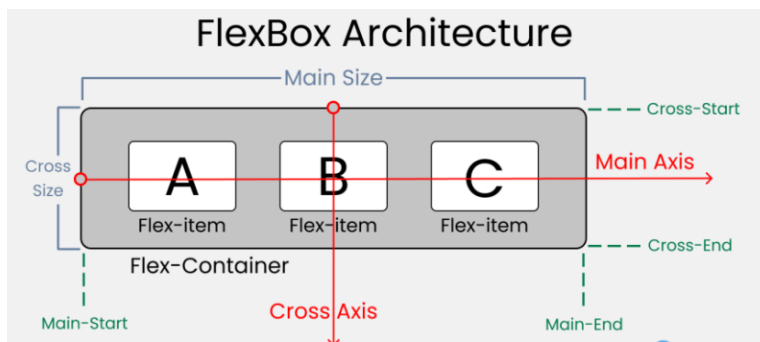 FlexBox Architecture
Main Size
Cross-Start
A
B
C
Main Axis
Cross
Size
Flex-item
Flex-item
Flex-item
Cross-End
Flex-Container
Cross Axis
Main-Start
Main-End